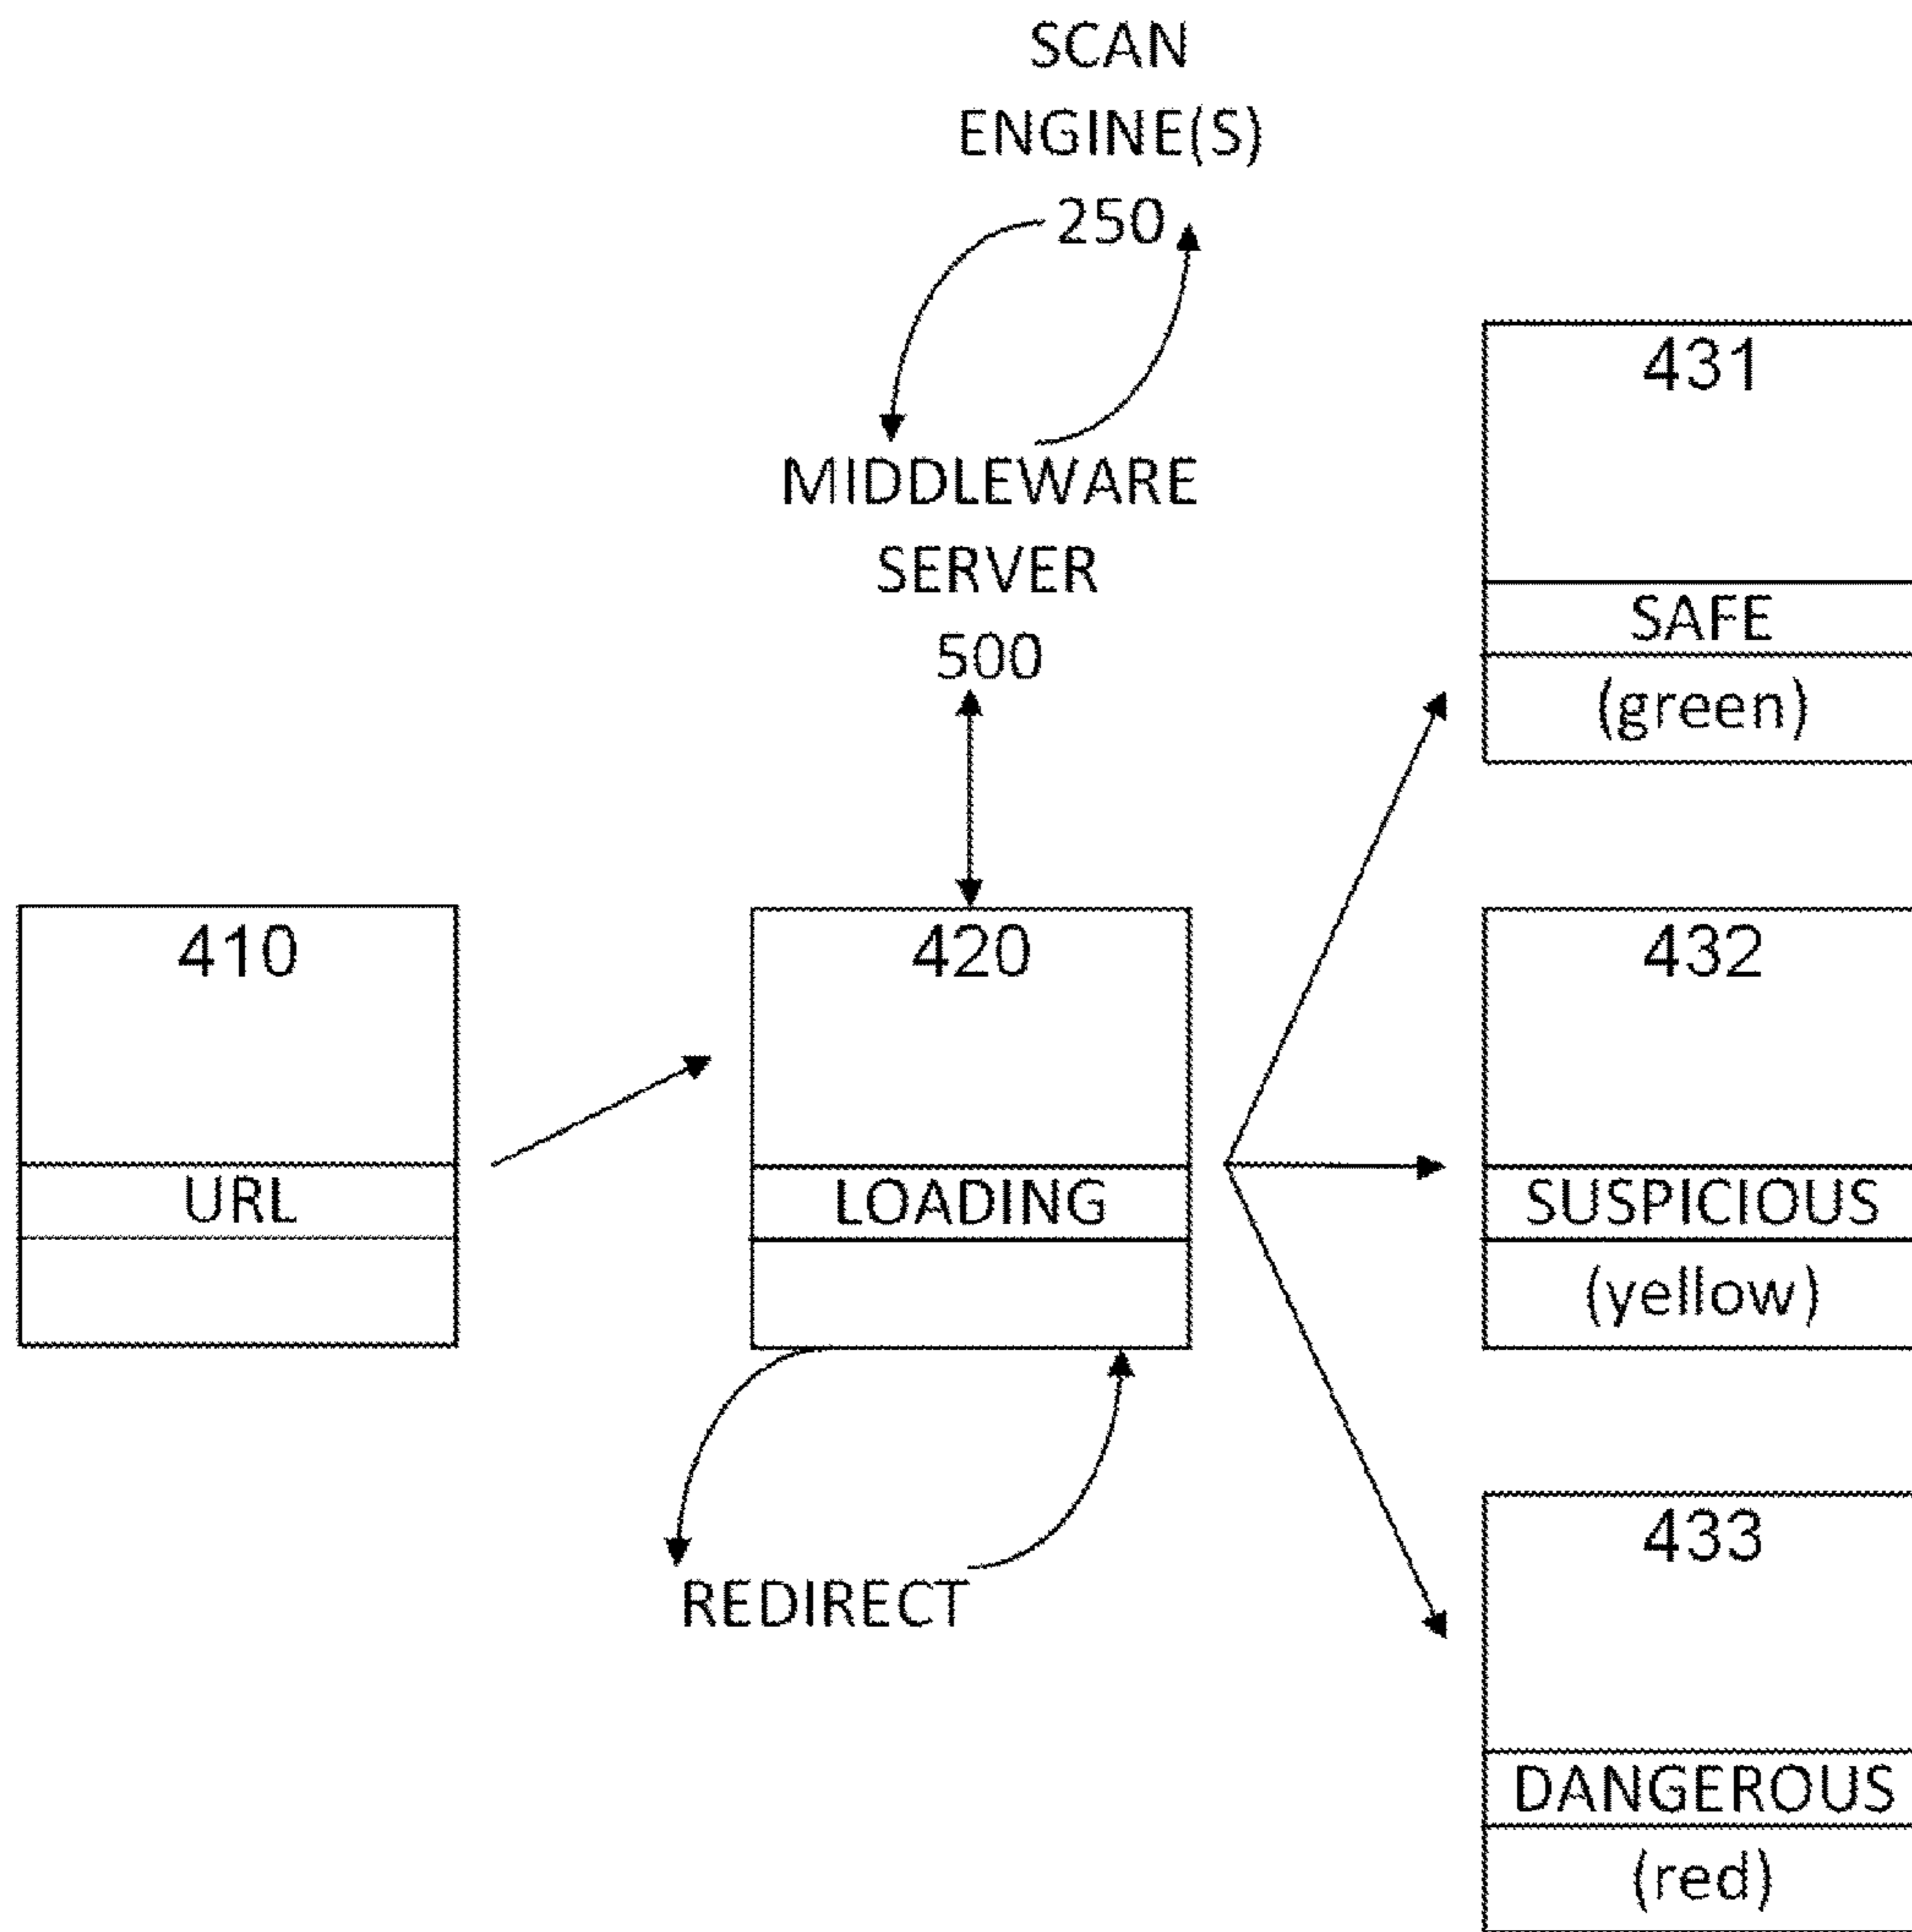 SCAN
ENGINE(S)
250
MIDDLEWARE
SERVER
500
410
URL
420
LOADING
REDIRECT
431
SAFE
(green)
432
SUSPICIOUS
(yellow)
433
DANGEROUS
(red)